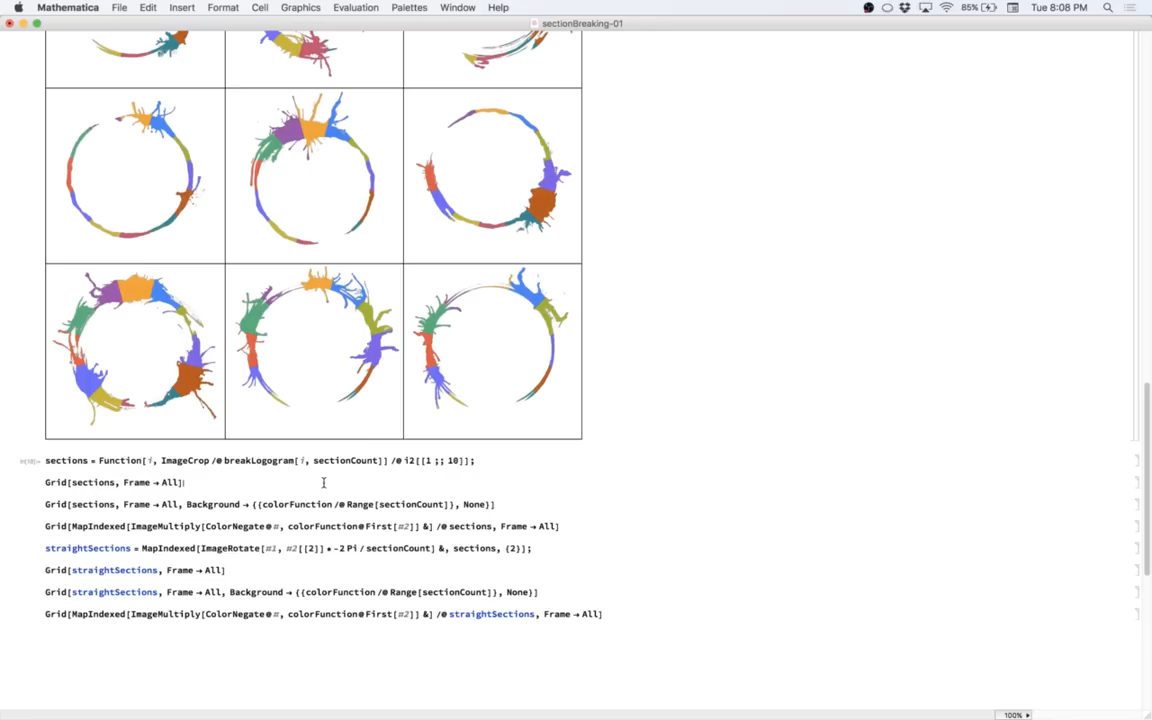 Mathematica File Edit Insert Format Cell Graphics Evaluation Palettes Window Help 85% Tue 8:08 PM
sectionBreaking-01
In[10]:= sections = Function[i, ImageCrop /@ breakLogogram[i, sectionCount]] /@ i2[[1 ;; 10]];
Grid[sections, Frame → All]
Grid[sections, Frame → All, Background → {{colorFunction /@ Range[sectionCount]}, None}]
Grid[MapIndexed[ImageMultiply[ColorNegate@#, colorFunction@First[#2]] &] /@ sections, Frame → All]
straightSections = MapIndexed[ImageRotate[#1, #2[[2]] * -2 Pi / sectionCount] &, sections, {2}];
Grid[straightSections, Frame → All]
Grid[straightSections, Frame → All, Background → {{colorFunction /@ Range[sectionCount]}, None}]
Grid[MapIndexed[ImageMultiply[ColorNegate@#, colorFunction@First[#2]] &] /@ straightSections, Frame → All]
100%